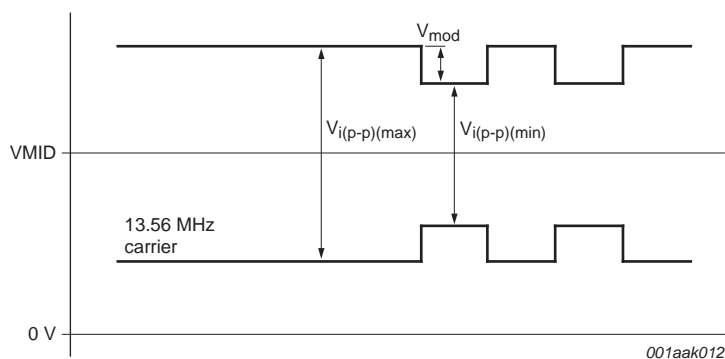 Vmod
Vi(p-p)(max)
Vi(p-p)(min)
VMID
13.56 MHz
carrier
0 V
001aak012